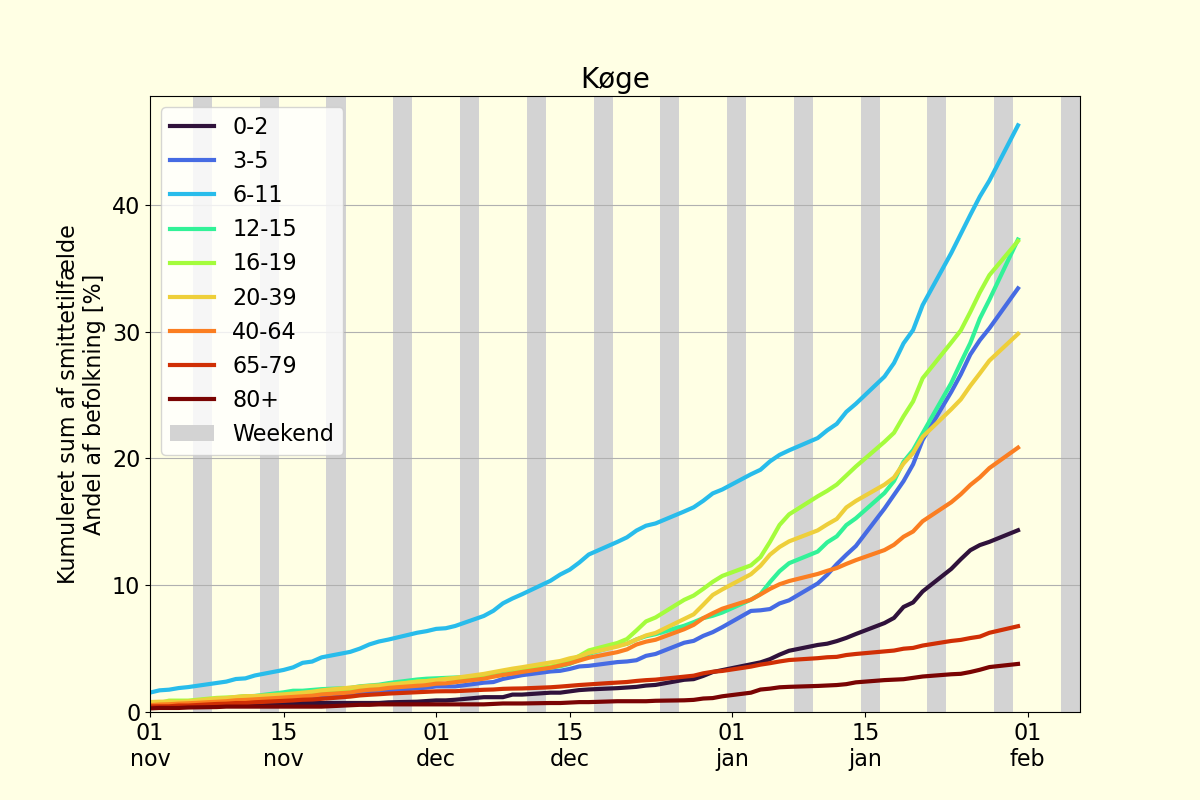 Køge
Kumuleret sum af smittetilfælde
Andel af befolkning [%]
40
30
20
10
0
0-2
3-5
6-11
12-15
16-19
20-39
40-64
65-79
80+
Weekend
01 15 01 15 01 15 01
nov nov dec dec jan jan feb